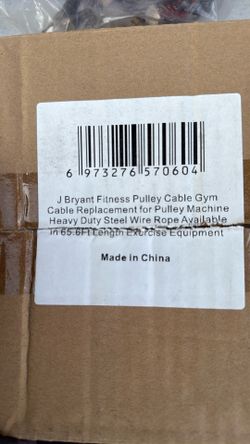 6 973276 570604
J Bryant Fitness Pulley Cable Gym
Cable Replacement for Pulley Machine
Heavy Duty Steel Wire Rope Available
in 65.6Ft Length Exercise Equipment
Made in China